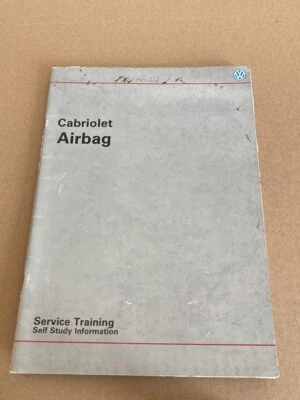 Cabriolet
Airbag
Service Training
Self Study Information